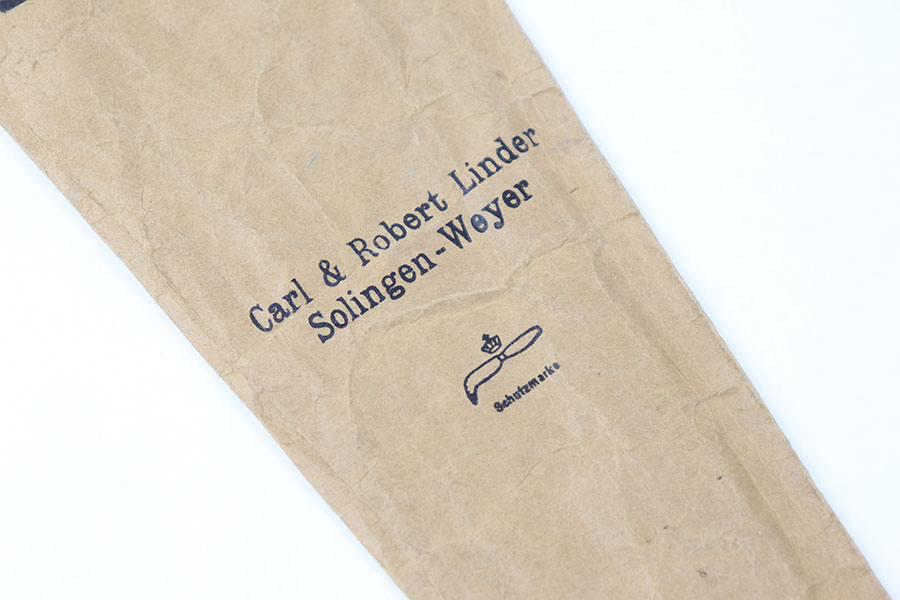 Carl & Robert Linder
Solingen-Weyer
Schutzmarke